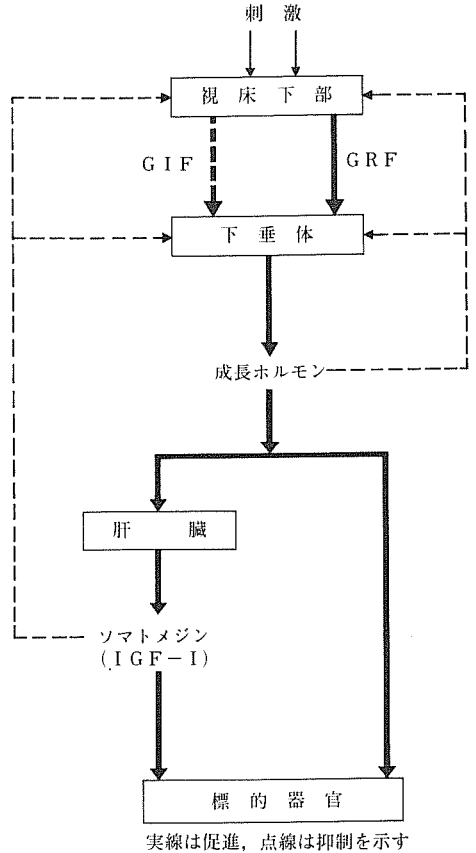 刺激
視床下部
GIF GRF
下垂体
成長ホルモン
肝臓
ソマトメジン
(IGF-I)
標的器官
実線は促進，点線は抑制を示す